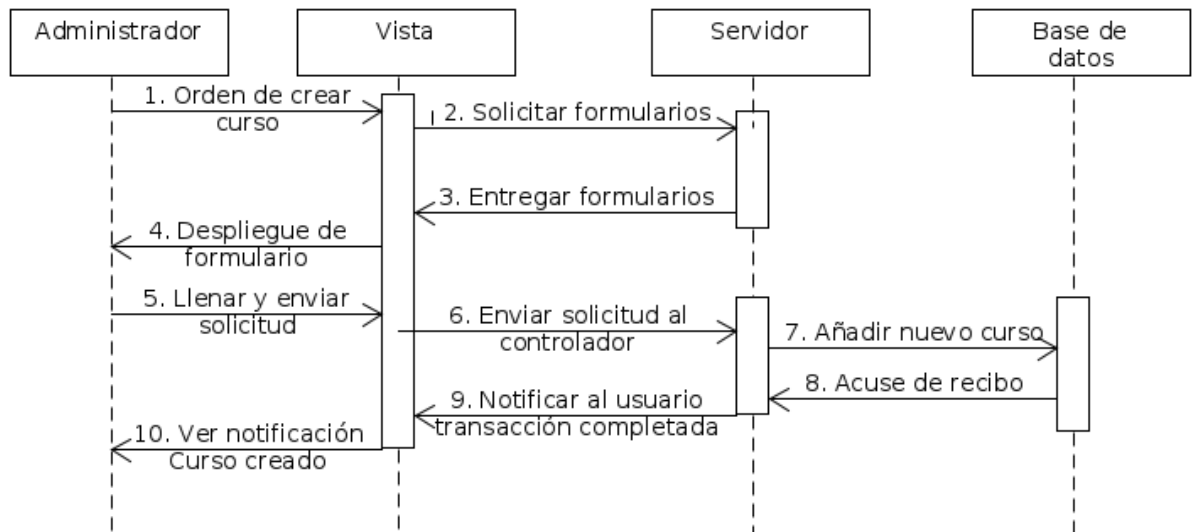 Administrador
Vista
Servidor
Base de
datos
1. Orden de crear
curso
2. Solicitar formularios
3. Entregar formularios
4. Despliegue de
formulario
5. Llenar y enviar
solicitud
6. Enviar solicitud al
controlador
7. Añadir nuevo curso
8. Acuse de recibo
9. Notificar al usuario
transacción completada
10. Ver notificación
Curso creado